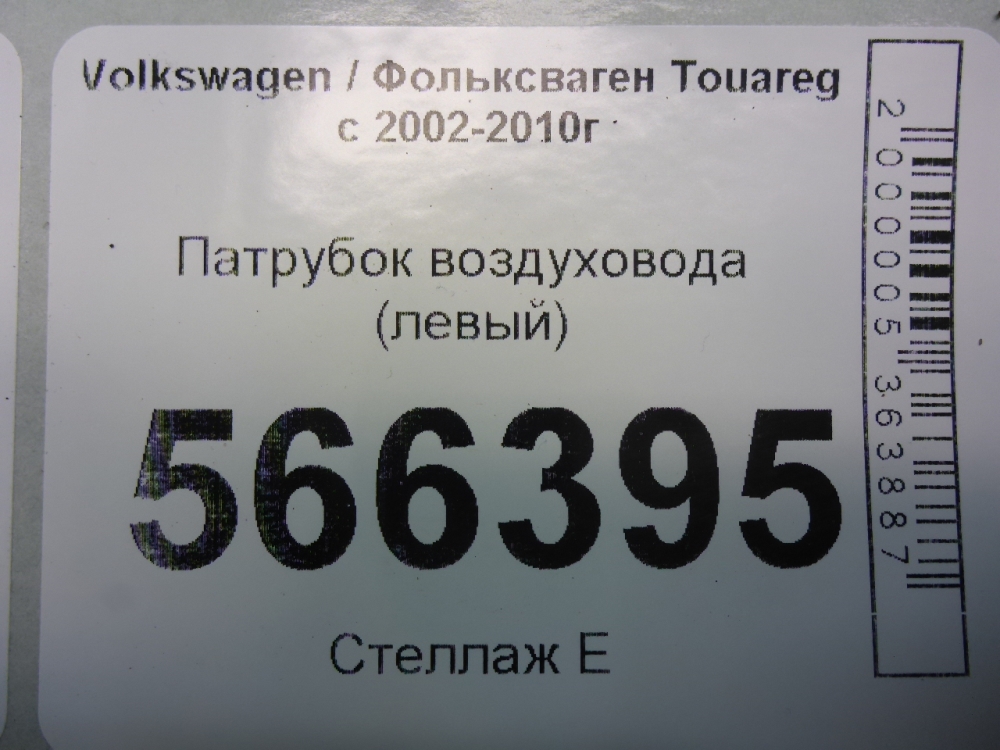 Volkswagen / Фольксваген Touareg
с 2002-2010г
Патрубок воздуховода
(левый)
566395
Стеллаж Е
2000005363887